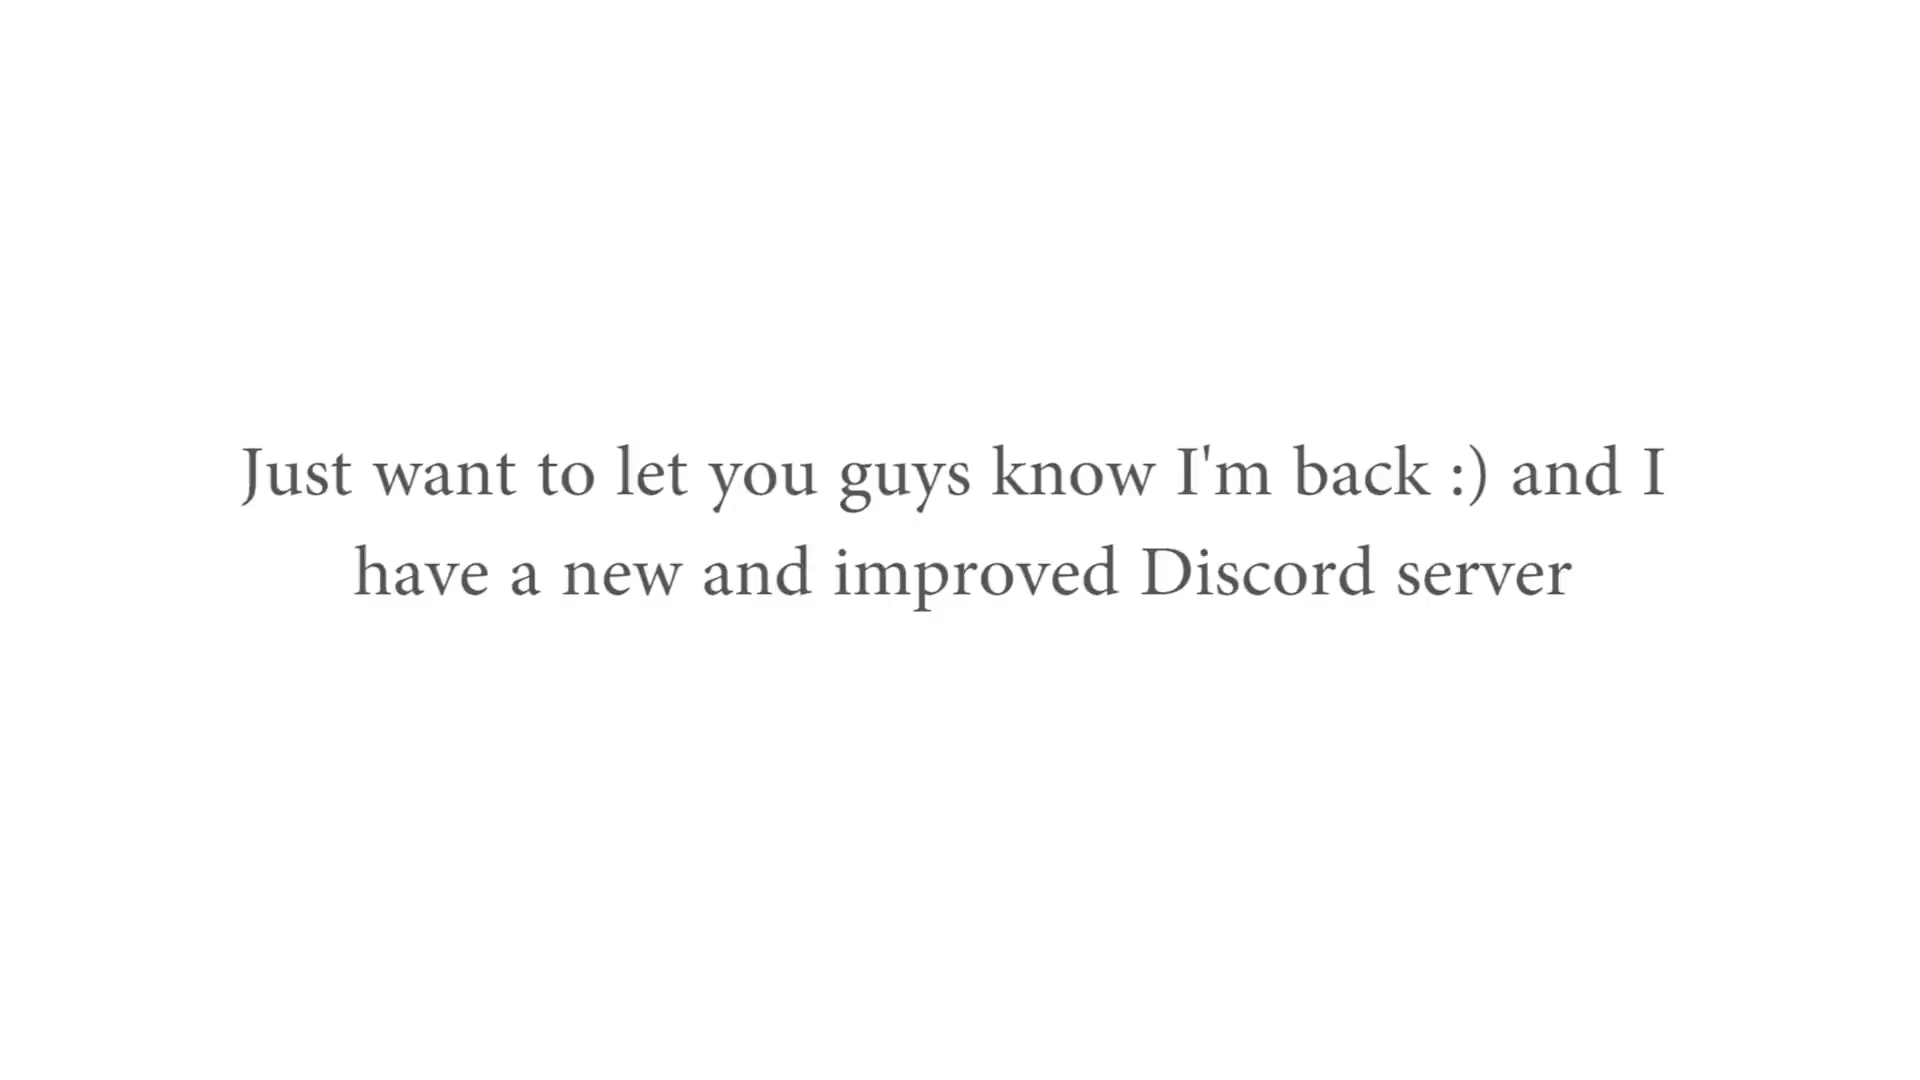 Just want to let you guys know I'm back :) and I
have a new and improved Discord server